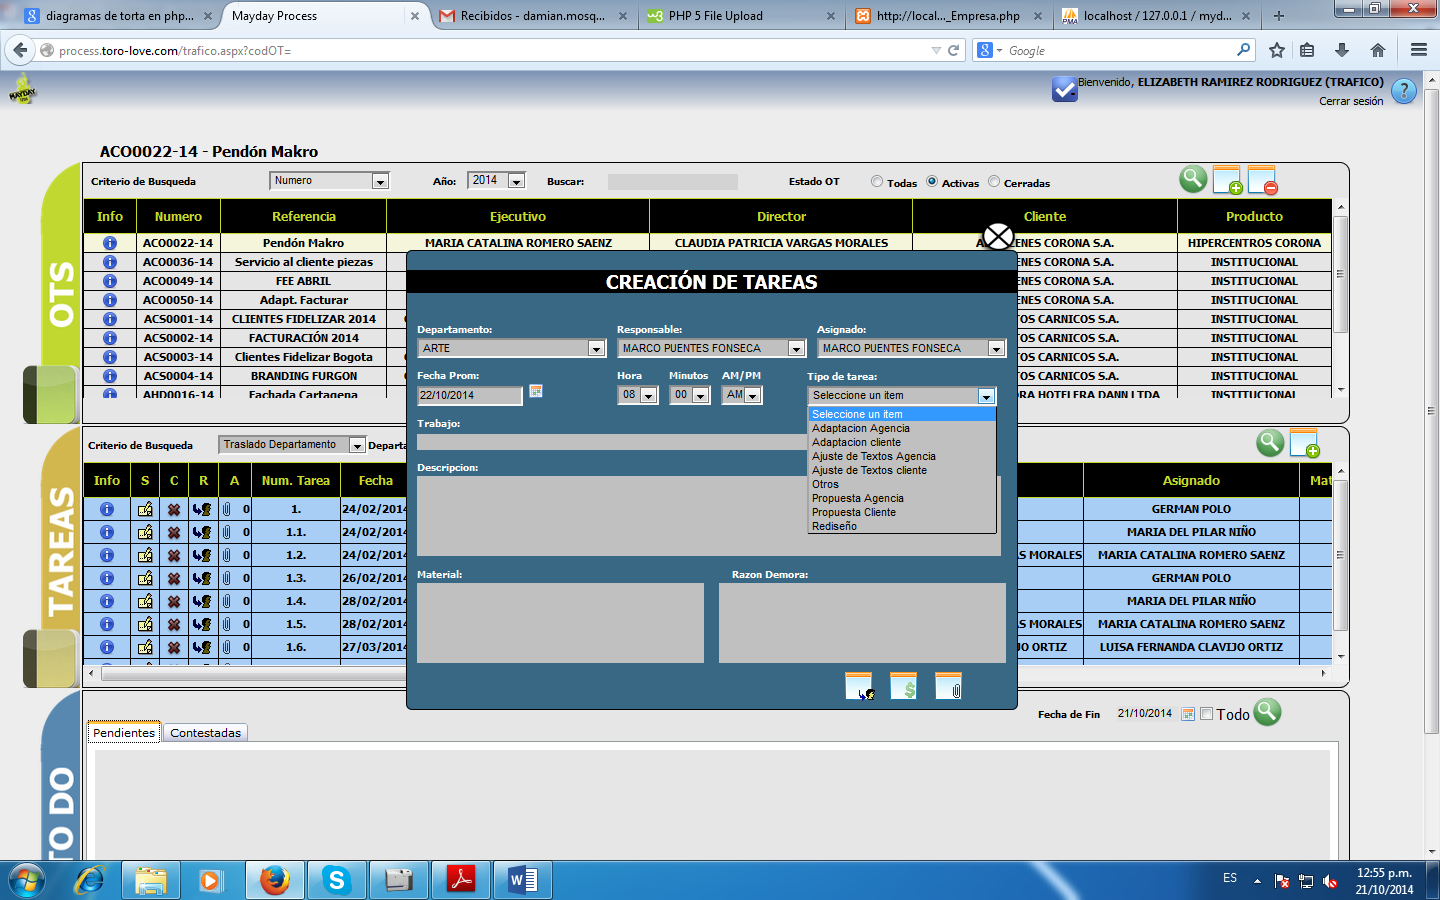 diagramas de torta en php...
Mayday Process
Recibidos - damian.mosq...
PHP 5 File Upload
http://local..._Empresa.php
localhost / 127.0.0.1 / myd...
process.toro-love.com/trafico.aspx?codOT=
Google
MAYDAY
Bienvenido, ELIZABETH RAMIREZ RODRIGUEZ (TRAFICO)
Cerrar sesión
ACO0022-14 - Pendón Makro
OTS
Criterio de Busqueda Numero Año: 2014 Buscar: Estado OT Todas Activas Cerradas
Info Numero Referencia Ejecutivo Director Cliente Producto
ACO0022-14 Pendón Makro MARIA CATALINA ROMERO SAENZ CLAUDIA PATRICIA VARGAS MORALES ENES CORONA S.A. HIPERCENTROS CORONA
ACO0036-14 Servicio al cliente piezas ENES CORONA S.A. INSTITUCIONAL
ACO0049-14 FEE ABRIL ENES CORONA S.A. INSTITUCIONAL
ACO0050-14 Adapt. Facturar ENES CORONA S.A. INSTITUCIONAL
ACS0001-14 CLIENTES FIDELIZAR 2014 TOS CARNICOS S.A. INSTITUCIONAL
ACS0002-14 FACTURACIÓN 2014 TOS CARNICOS S.A. INSTITUCIONAL
ACS0003-14 Clientes Fidelizar Bogota TOS CARNICOS S.A. INSTITUCIONAL
ACS0004-14 BRANDING FURGON TOS CARNICOS S.A. INSTITUCIONAL
AHD0016-14 Fachada Cartagena ORA HOTELERA DANN LTDA INSTITUCIONAL
CREACIÓN DE TAREAS
Departamento: Responsable: Asignado:
ARTE MARCO PUENTES FONSECA MARCO PUENTES FONSECA
Fecha Prom: Hora Minutos AM/PM Tipo de tarea:
22/10/2014 08 00 AM Seleccione un item
Seleccione un item
Adaptacion Agencia
Adaptacion cliente
Ajuste de Textos Agencia
Ajuste de Textos cliente
Otros
Propuesta Agencia
Propuesta Cliente
Rediseño
Trabajo:
Descripcion:
Material: Razon Demora:
TAREAS
Criterio de Busqueda Traslado Departamento Departa
Info S C R A Num. Tarea Fecha Asignado Mat
0 1. 24/02/2014 GERMAN POLO
0 1.1. 24/02/2014 MARIA DEL PILAR NIÑO
0 1.2. 24/02/2014 AS MORALES MARIA CATALINA ROMERO SAENZ
0 1.3. 26/02/2014 GERMAN POLO
0 1.4. 28/02/2014 MARIA DEL PILAR NIÑO
0 1.5. 28/02/2014 AS MORALES MARIA CATALINA ROMERO SAENZ
0 1.6. 27/03/2014 JO ORTIZ LUISA FERNANDA CLAVIJO ORTIZ
TO DO
Fecha de Fin 21/10/2014 Todo
Pendientes Contestadas
ES
12:55 p.m.
21/10/2014